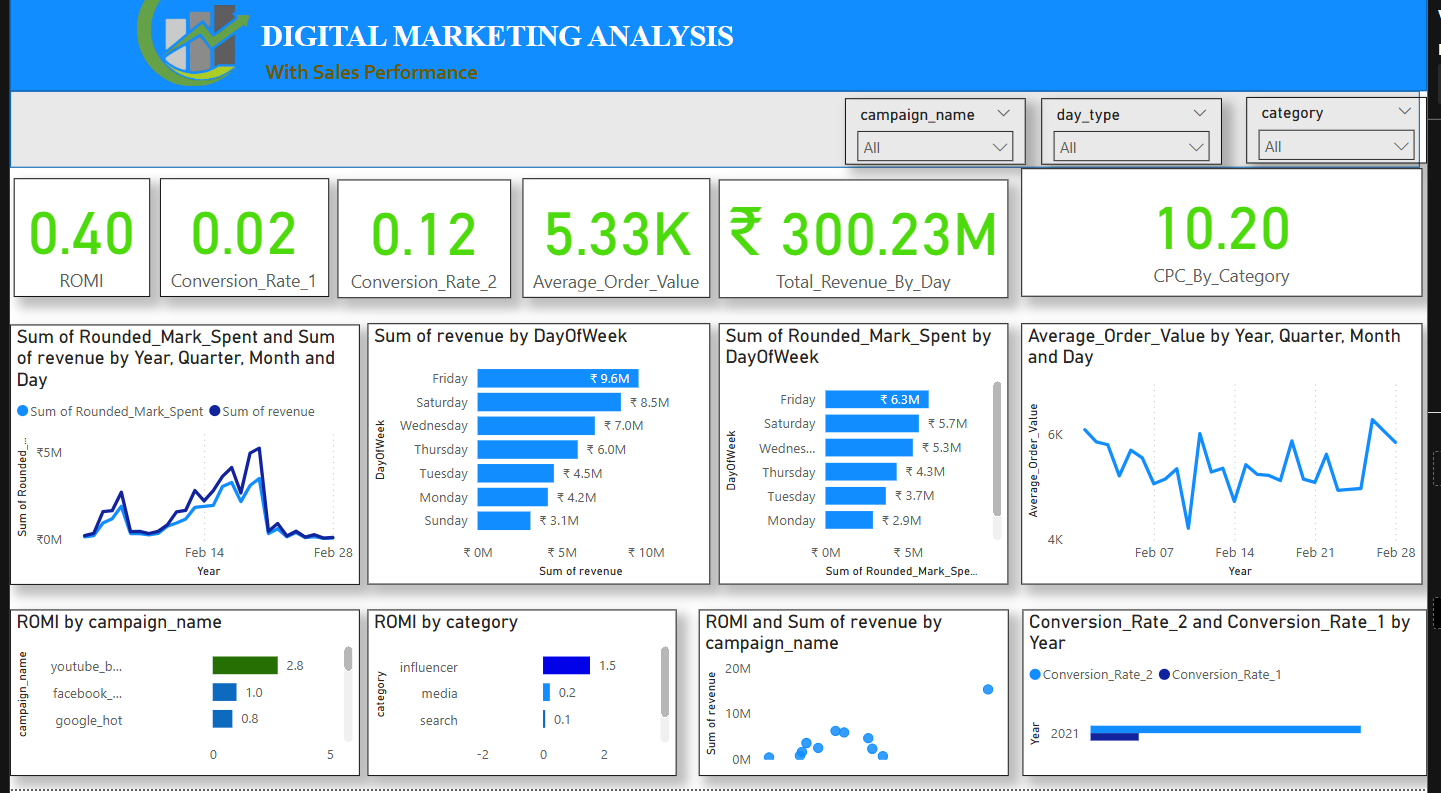 DIGITAL MARKETING ANALYSIS
With Sales Performance
campaign_name
All
day_type
All
category
All
0.40
ROMI
0.02
Conversion_Rate_1
0.12
Conversion_Rate_2
5.33K
Average_Order_Value
₹ 300.23M
Total_Revenue_By_Day
10.20
CPC_By_Category
Sum of Rounded_Mark_Spent and Sum
of revenue by Year, Quarter, Month and
Day
Sum of Rounded_Mark_Spent Sum of revenue
Sum of Rounded_...
₹5M
₹0M
Feb 14 Feb 28
Year
Sum of revenue by DayOfWeek
DayOfWeek
Friday ₹ 9.6M
Saturday ₹ 8.5M
Wednesday ₹ 7.0M
Thursday ₹ 6.0M
Tuesday ₹ 4.5M
Monday ₹ 4.2M
Sunday ₹ 3.1M
₹ 0M ₹ 5M ₹ 10M
Sum of revenue
Sum of Rounded_Mark_Spent by
DayOfWeek
DayOfWeek
Friday ₹ 6.3M
Saturday ₹ 5.7M
Wednes... ₹ 5.3M
Thursday ₹ 4.3M
Tuesday ₹ 3.7M
Monday ₹ 2.9M
₹ 0M ₹ 5M
Sum of Rounded_Mark_Spe...
Average_Order_Value by Year, Quarter, Month
and Day
Average_Order_Value
6K
4K
Feb 07 Feb 14 Feb 21 Feb 28
Year
ROMI by campaign_name
campaign_name
youtube_b... 2.8
facebook_... 1.0
google_hot 0.8
0 5
ROMI by category
category
influencer 1.5
media 0.2
search 0.1
-2 0 2
ROMI and Sum of revenue by
campaign_name
Sum of revenue
20M
10M
0M
Conversion_Rate_2 and Conversion_Rate_1 by
Year
Conversion_Rate_2 Conversion_Rate_1
Year
2021